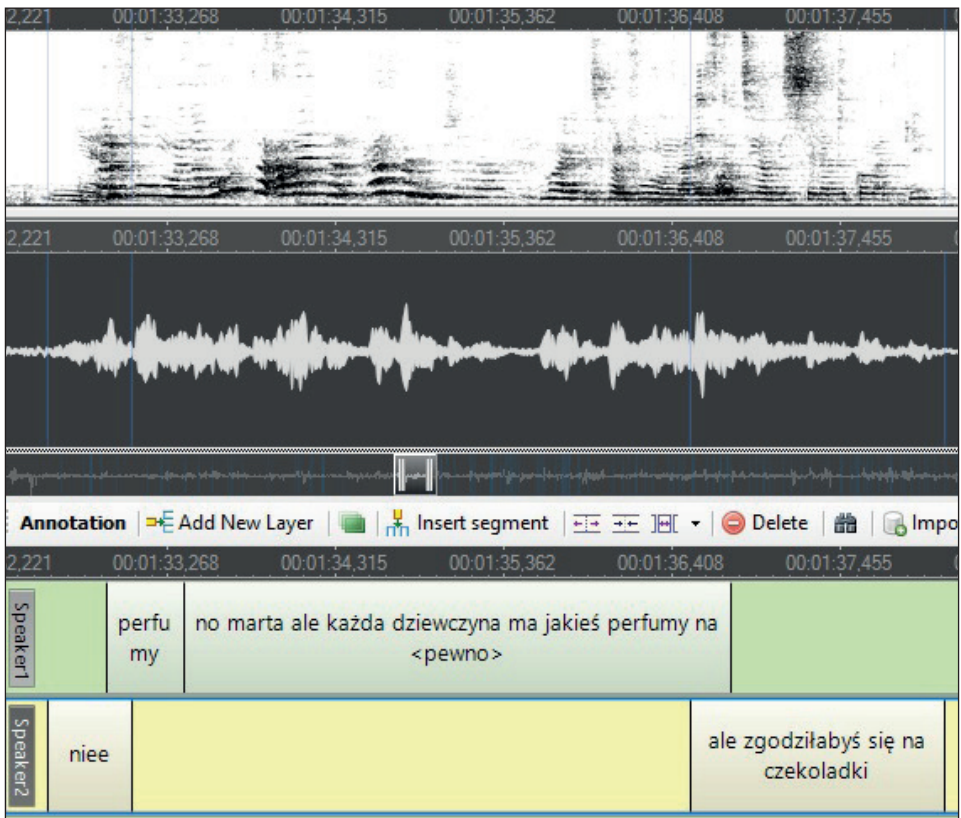 2,221 00:01:33,268 00:01:34,315 00:01:35,362 00:01:36,408 00:01:37,455
2,221 00:01:33,268 00:01:34,315 00:01:35,362 00:01:36,408 00:01:37,455
Annotation Add New Layer Insert segment Delete Impo
2,221 00:01:33,268 00:01:34,315 00:01:35,362 00:01:36,408 00:01:37,455
Speaker1
perfu
my
no marta ale każda dziewczyna ma jakieś perfumy na
<pewno>
Speaker2
niee
ale zgodziłabyś się na
czekoladki